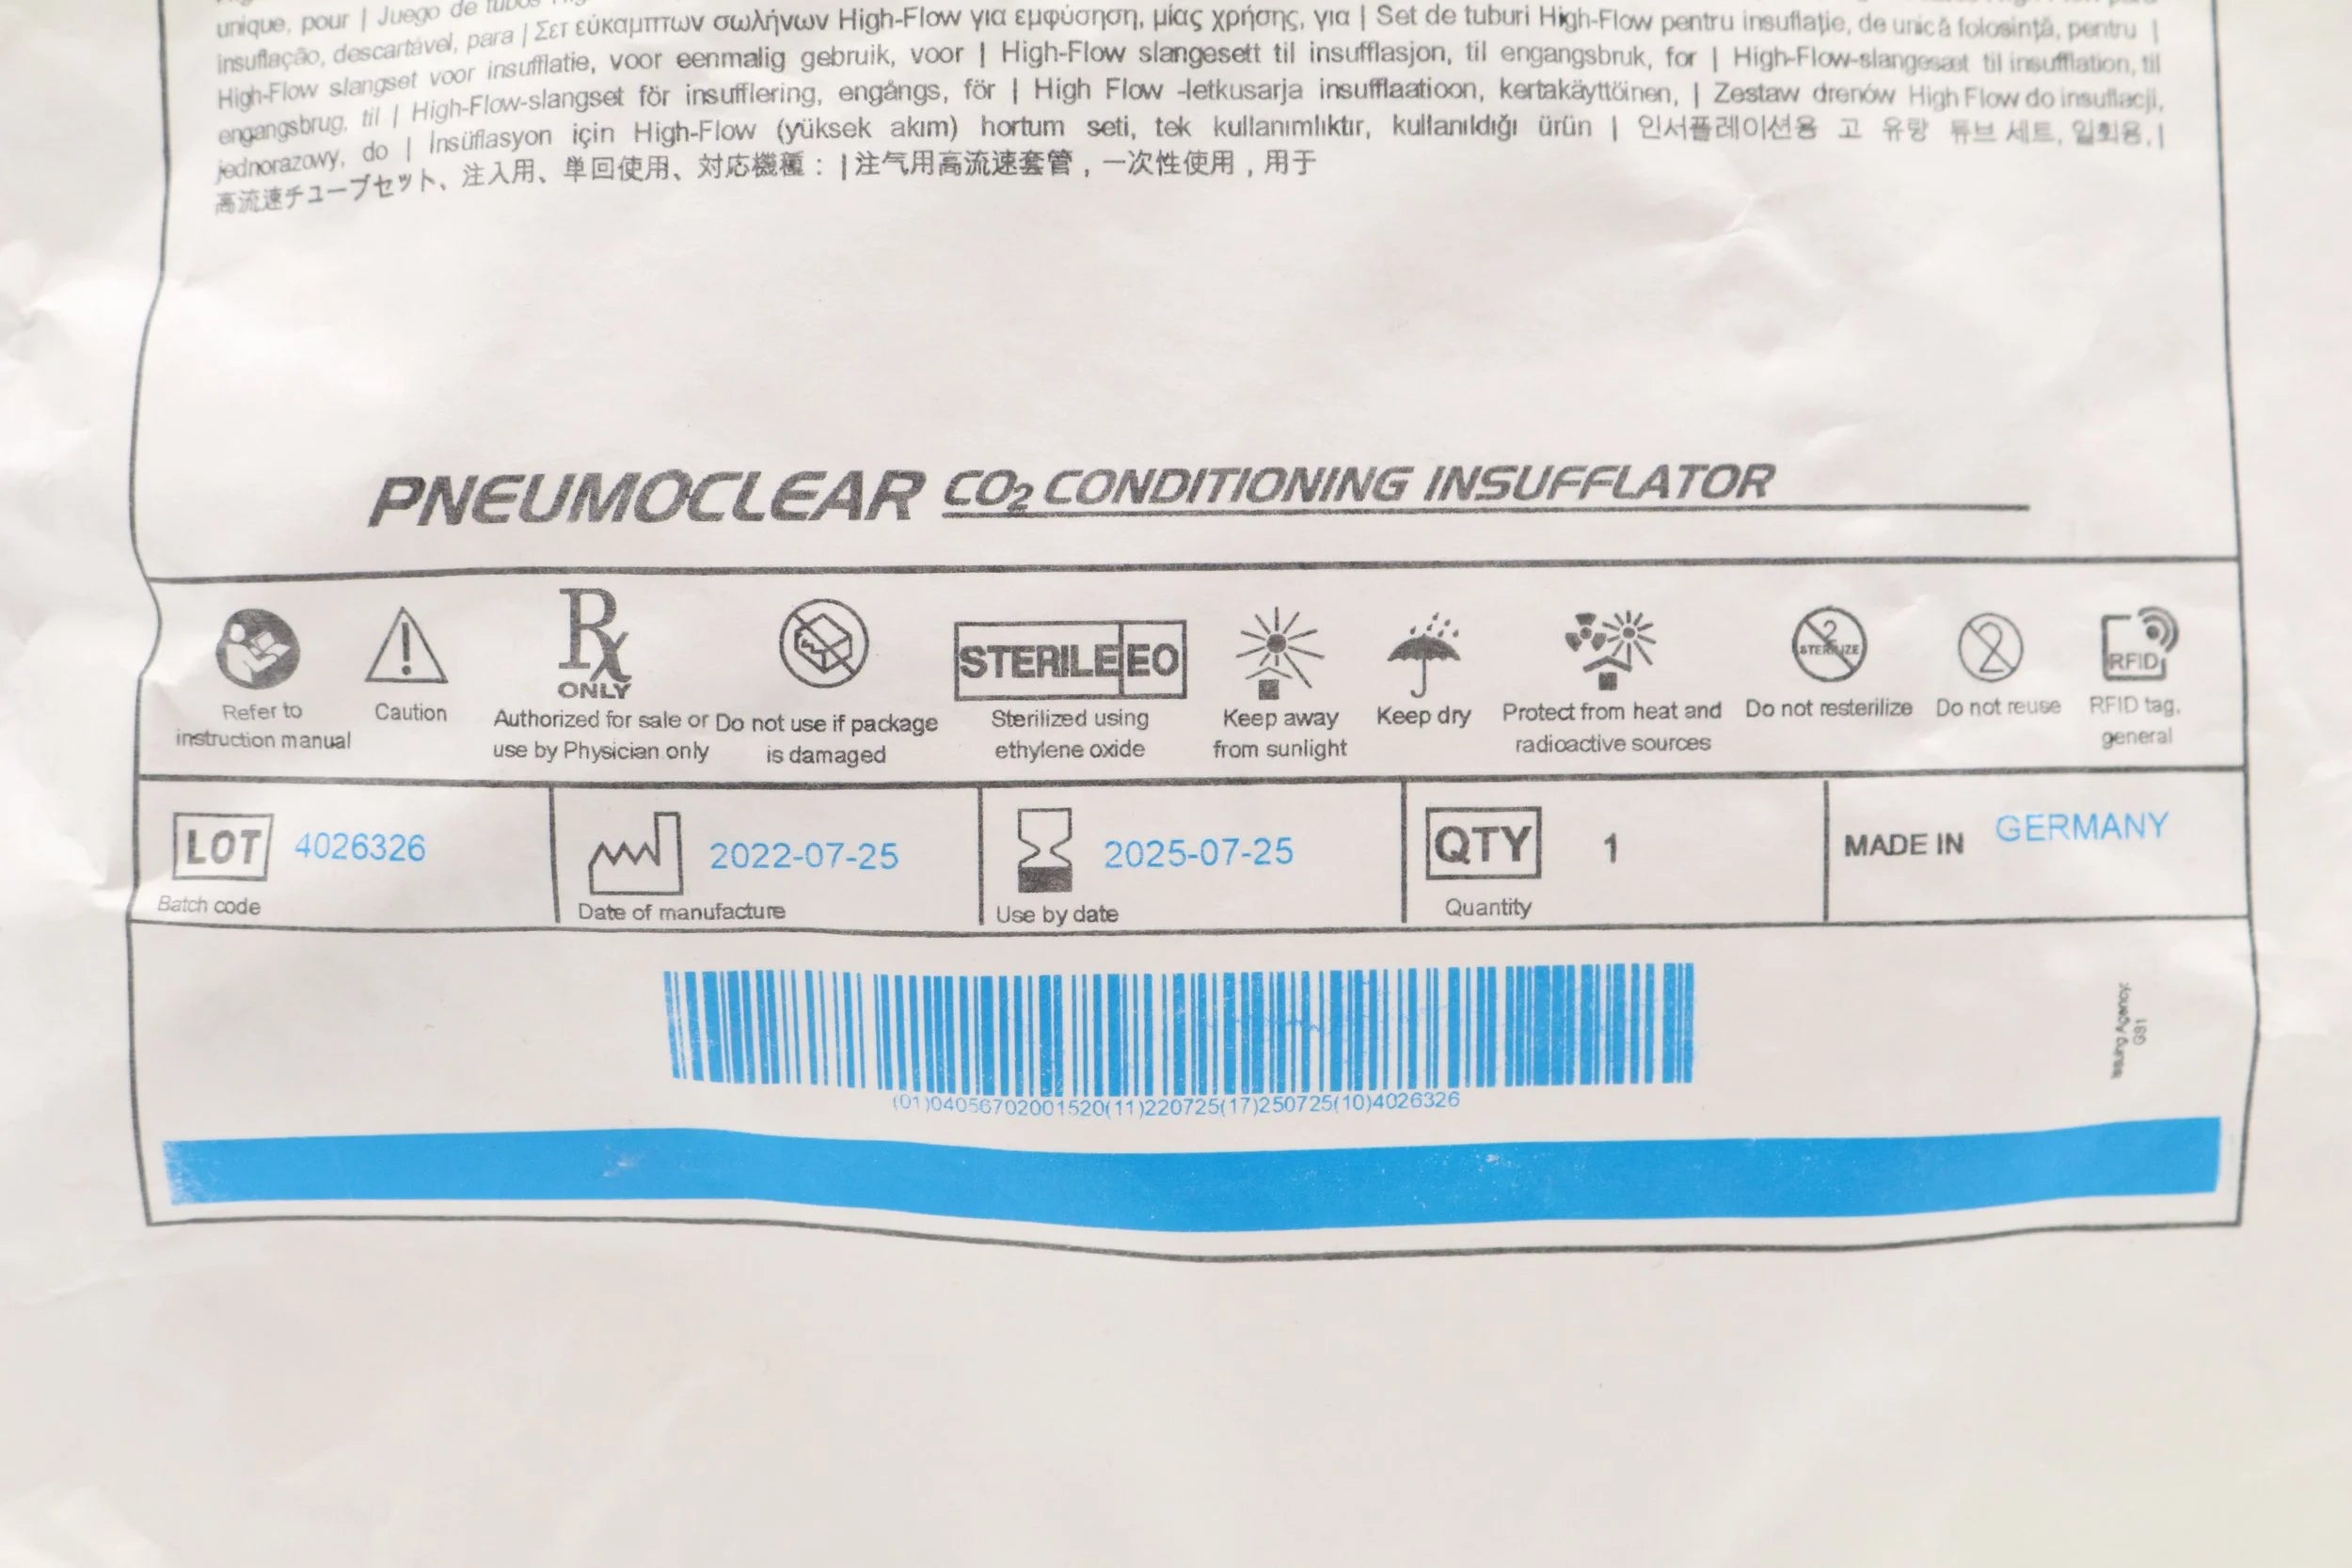 unique, pour | Juego de tubos
insuflação, descartável, para | Σετ εύκαμπτων σωλήνων High-Flow για εμφύσηση, μίας χρήσης, για | Set de tuburi High-Flow pentru insuflație, de unică folosință, pentru |
High-Flow slangset voor insufflatie, voor eenmalig gebruik, voor | High-Flow slangesett til insufflasjon, til engangsbruk, for | High-Flow-slangesæt til insufflation, til
engangsbrug, til | High-Flow-slangset för insufflering, engångs, för | High Flow -letkusarja insufflaatioon, kertakäyttöinen, | Zestaw drenów High Flow do insuflacji,
jednorazowy, do | İnsüflasyon için High-Flow (yüksek akım) hortum seti, tek kullanımlıktır, kullanıldığı ürün | 인서플레이션용 고 유량 튜브 세트, 일회용, |
高流速チューブセット、注入用、単回使用、対応機種： | 注气用高流速套管，一次性使用，用于
PNEUMOCLEAR CO2 CONDITIONING INSUFFLATOR
Refer to instruction manual
Caution
Rx ONLY
Authorized for sale or use by Physician only
Do not use if package is damaged
STERILE EO
Sterilized using ethylene oxide
Keep away from sunlight
Keep dry
Protect from heat and radioactive sources
2 STERILIZE
Do not resterilize
2
Do not reuse
RFID
RFID tag, general
LOT 4026326
Batch code
2022-07-25
Date of manufacture
2025-07-25
Use by date
QTY 1
Quantity
MADE IN GERMANY
(01)04056702001520(11)220725(17)250725(10)4026326
Issuing Agency:
GS1